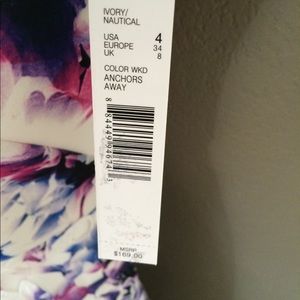 IVORY/
NAUTICAL
USA 4
EUROPE 34
UK 8
COLOR WKD
ANCHORS
AWAY
MSRP
$169.00